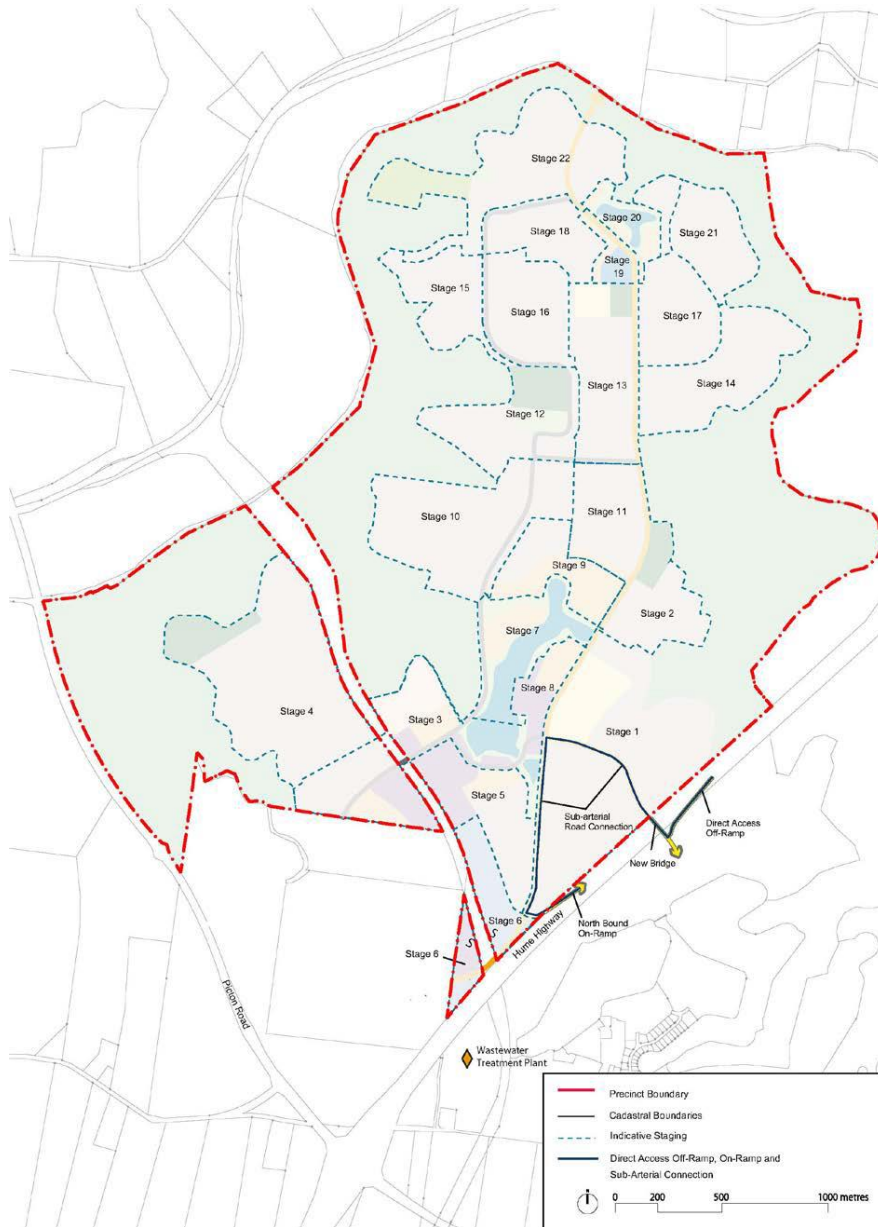 Stage 22
Stage 20
Stage 18
Stage 21
Stage
19
Stage 15
Stage 16
Stage 17
Stage 13
Stage 14
Stage 12
Stage 10
Stage 11
Stage 9
Stage 2
Stage 7
Stage 8
Stage 4
Stage 3
Stage 1
Stage 5
Sub-arterial
Road Connection
Direct Access
Off-Ramp
New Bridge
Stage 6
North Bound
On-Ramp
Hume Highway
S
S
Stage 6
Picton Road
Wastewater
Treatment Plant
Precinct Boundary
Cadastral Boundaries
Indicative Staging
Direct Access Off-Ramp, On-Ramp and
Sub-Arterial Connection
0 200 500 1000 metres